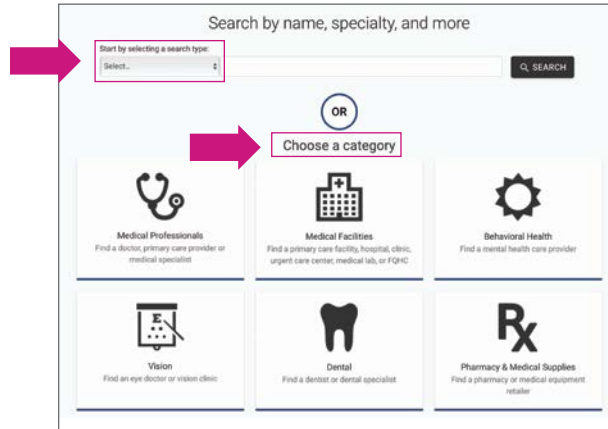 Search by name, specialty, and more
Start by selecting a search type:
Select...
SEARCH
OR
Choose a category
Medical Professionals
Find a doctor, primary care provider or
medical specialist
Medical Facilities
Find a primary care facility, hospital, clinic,
urgent care center, medical lab, or FQHC
Behavioral Health
Find a mental health care provider
E
Vision
Find an eye doctor or vision clinic
Dental
Find a dentist or dental specialist
Rx
Pharmacy & Medical Supplies
Find a pharmacy or medical equipment
retailer